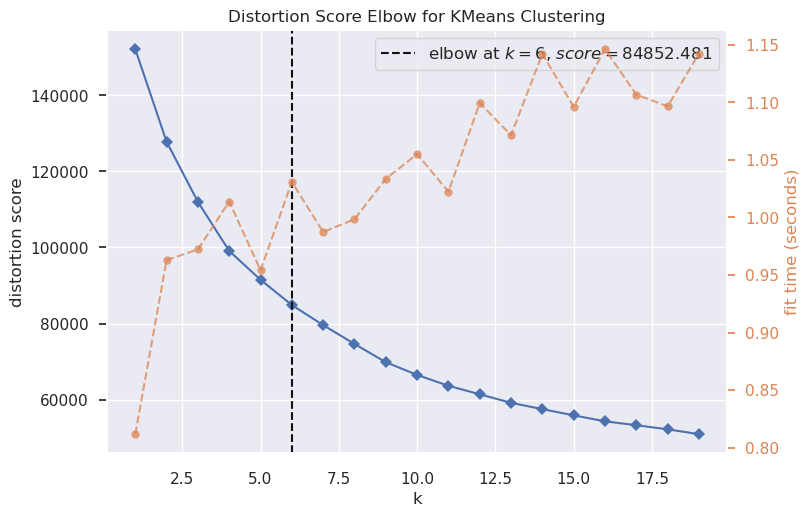 Distortion Score Elbow for KMeans Clustering
elbow at k = 6, score = 84852.481
distortion score
140000
120000
100000
80000
60000
2.5 5.0 7.5 10.0 12.5 15.0 17.5
k
1.15
1.10
1.05
1.00
0.95
0.90
0.85
0.80
fit time (seconds)